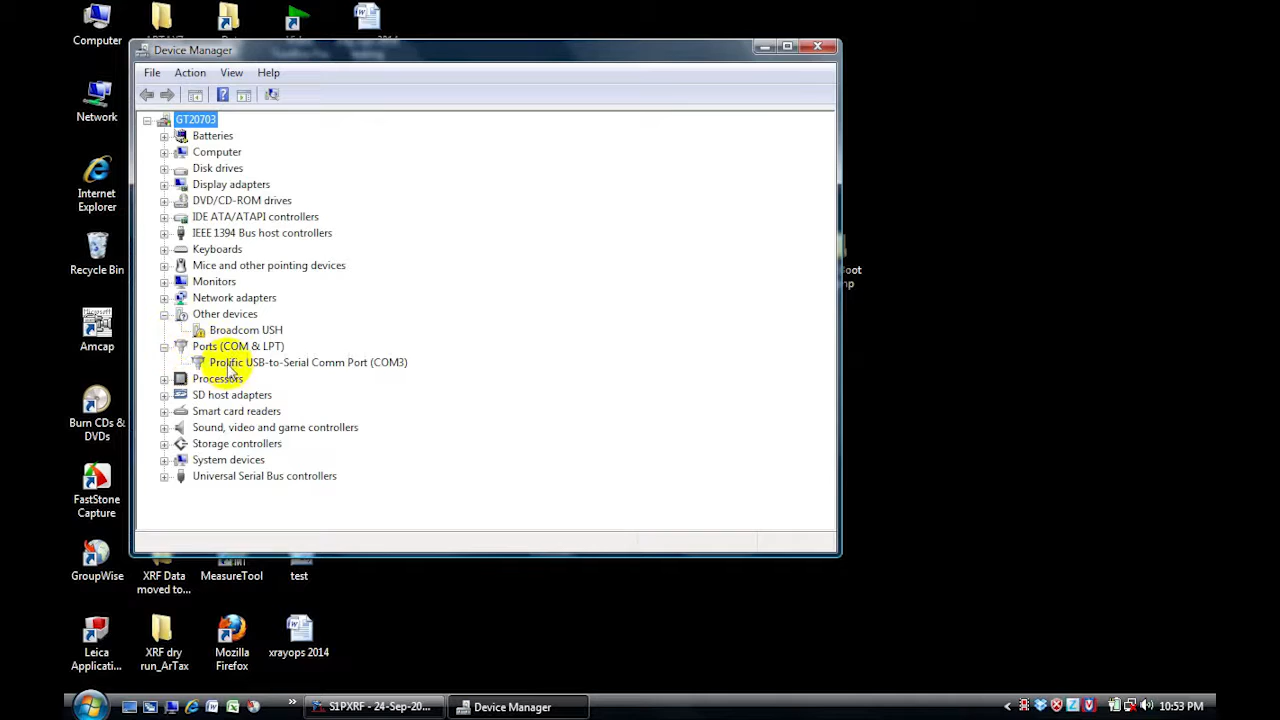 Computer
Network
Internet
Explorer
Recycle Bin
Amcap
Burn CDs &
DVDs
FastStone
Capture
GroupWise
XRF Data
moved to...
MeasureTool
test
Leica
Applicati...
XRF dry
run_ArTax
Mozilla
Firefox
xrayops 2014
Device Manager
File Action View Help
GT20703
Batteries
Computer
Disk drives
Display adapters
DVD/CD-ROM drives
IDE ATA/ATAPI controllers
IEEE 1394 Bus host controllers
Keyboards
Mice and other pointing devices
Monitors
Network adapters
Other devices
Broadcom USH
Ports (COM & LPT)
Prolific USB-to-Serial Comm Port (COM3)
Processors
SD host adapters
Smart card readers
Sound, video and game controllers
Storage controllers
System devices
Universal Serial Bus controllers
S1PXRF - 24-Sep-20...
Device Manager
10:53 PM